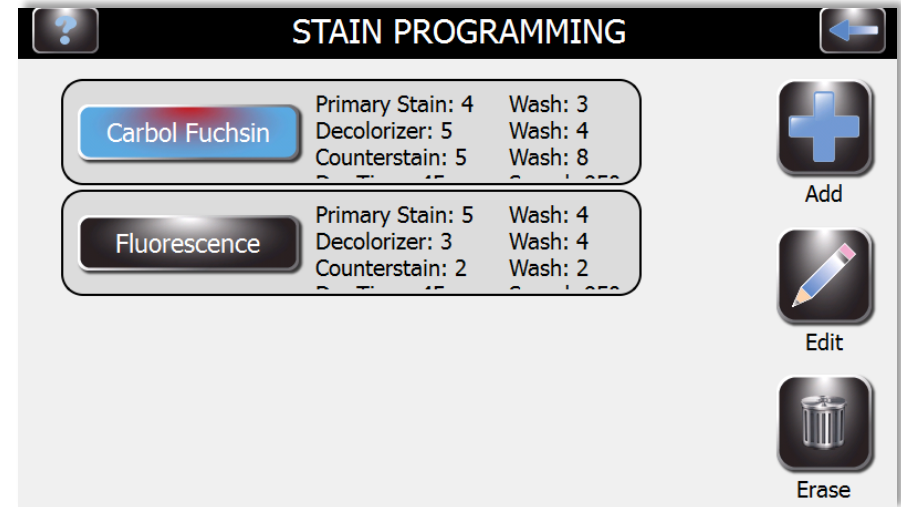 ?
STAIN PROGRAMMING
Carbol Fuchsin
Primary Stain: 4 Wash: 3
Decolorizer: 5 Wash: 4
Counterstain: 5 Wash: 8
Fluorescence
Primary Stain: 5 Wash: 4
Decolorizer: 3 Wash: 4
Counterstain: 2 Wash: 2
Add
Edit
Erase